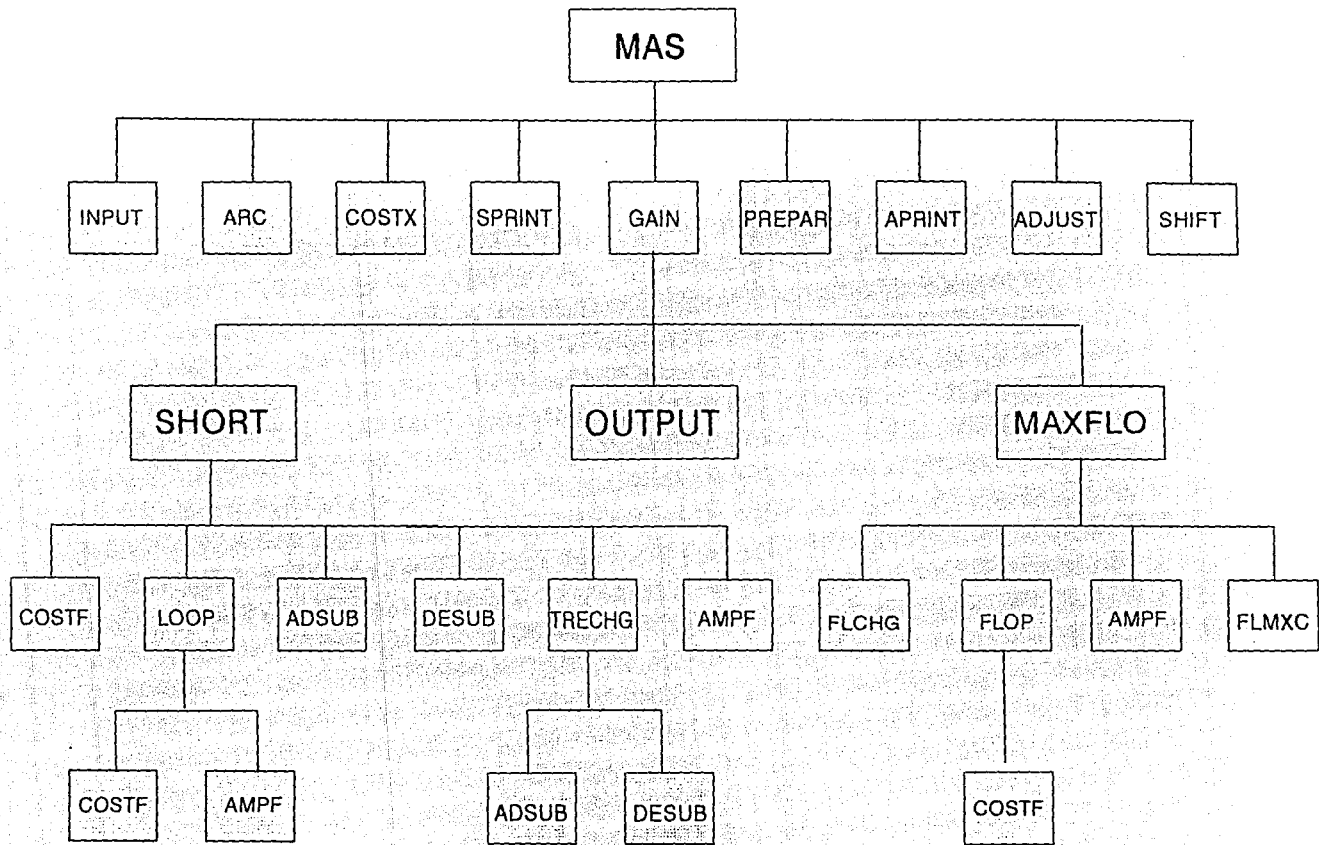 MAS
INPUT
ARC
COSTX
SPRINT
GAIN
PREPAR
APRINT
ADJUST
SHIFT
SHORT
OUTPUT
MAXFLO
COSTF
LOOP
ADSUB
DESUB
TRECHG
AMPF
FLCHG
FLOP
AMPF
FLMXC
COSTF
AMPF
ADSUB
DESUB
COSTF